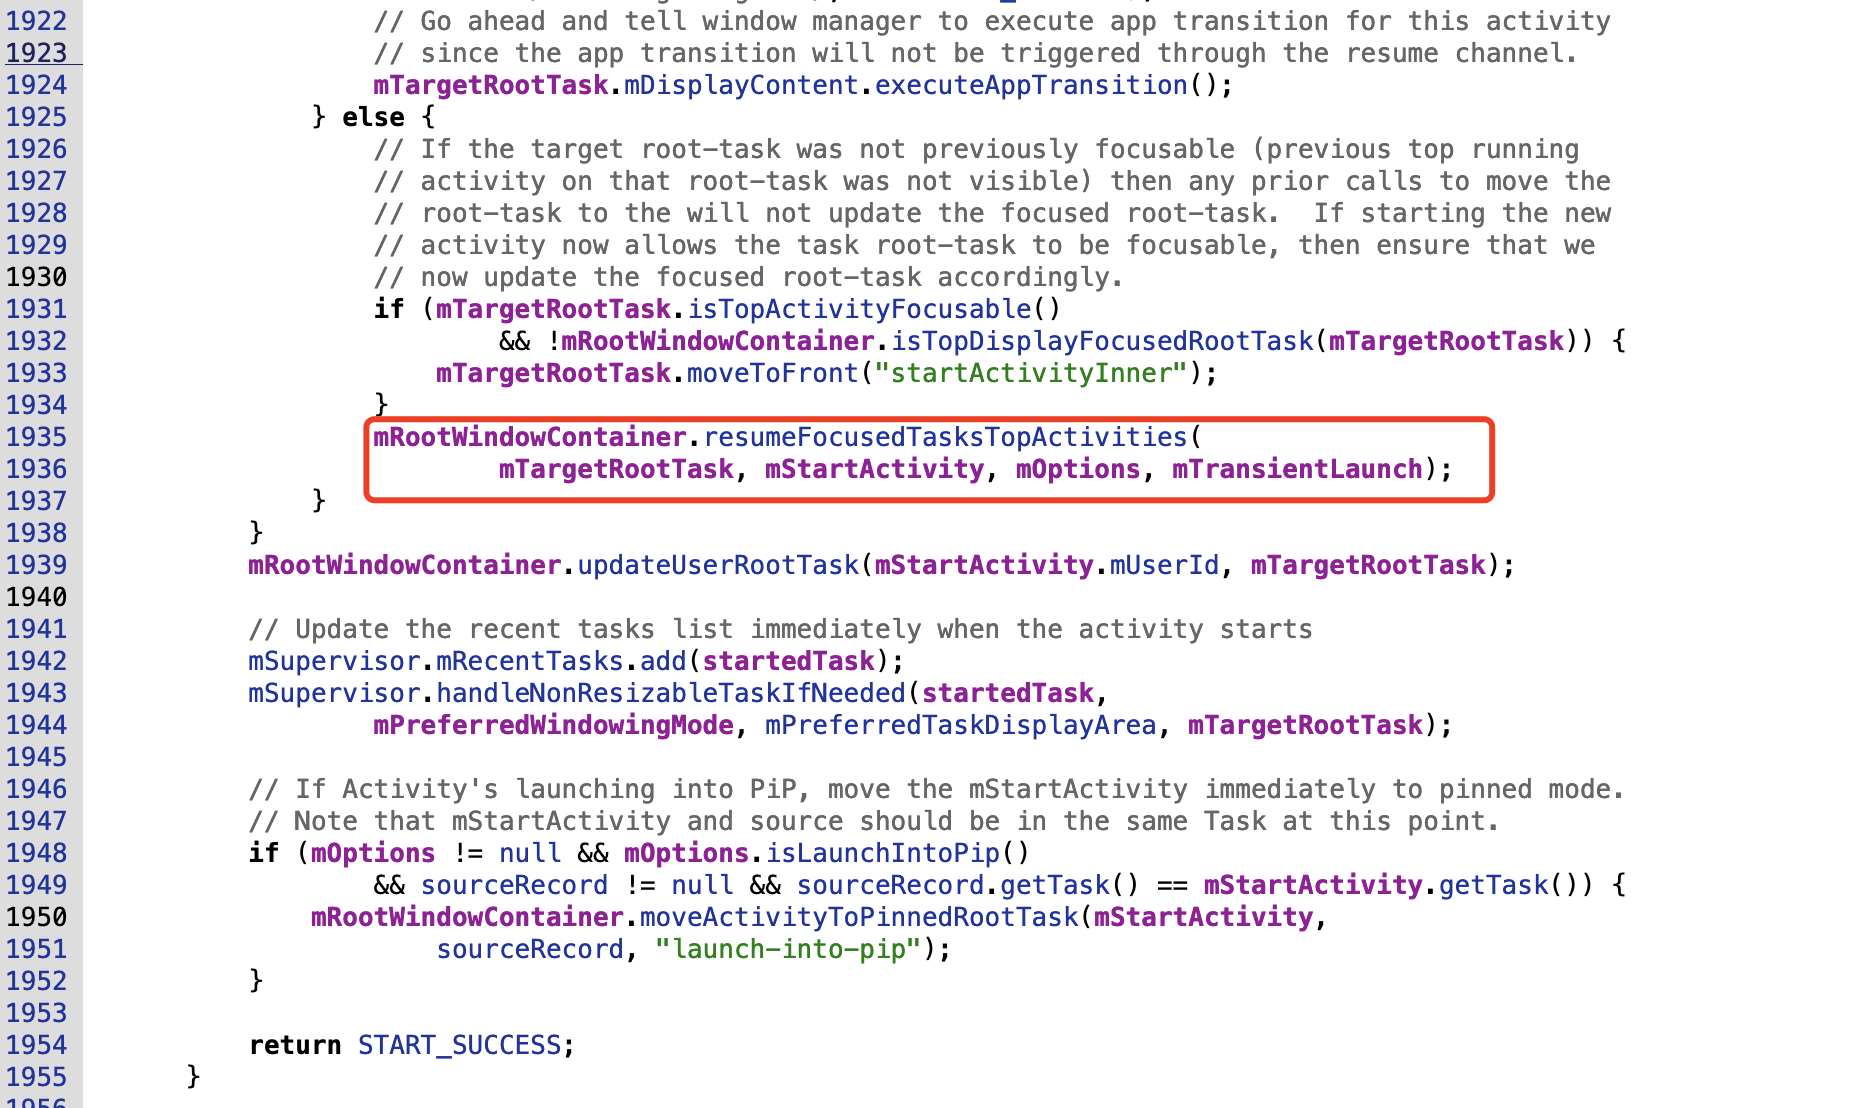 1922 // Go ahead and tell window manager to execute app transition for this activity
1923 // since the app transition will not be triggered through the resume channel.
1924 mTargetRootTask.mDisplayContent.executeAppTransition();
1925 } else {
1926 // If the target root-task was not previously focusable (previous top running
1927 // activity on that root-task was not visible) then any prior calls to move the
1928 // root-task to the will not update the focused root-task.  If starting the new
1929 // activity now allows the task root-task to be focusable, then ensure that we
1930 // now update the focused root-task accordingly.
1931 if (mTargetRootTask.isTopActivityFocusable()
1932 && !mRootWindowContainer.isTopDisplayFocusedRootTask(mTargetRootTask)) {
1933 mTargetRootTask.moveToFront("startActivityInner");
1934 }
1935 mRootWindowContainer.resumeFocusedTasksTopActivities(
1936 mTargetRootTask, mStartActivity, mOptions, mTransientLaunch);
1937 }
1938 }
1939 mRootWindowContainer.updateUserRootTask(mStartActivity.mUserId, mTargetRootTask);
1940
1941 // Update the recent tasks list immediately when the activity starts
1942 mSupervisor.mRecentTasks.add(startedTask);
1943 mSupervisor.handleNonResizableTaskIfNeeded(startedTask,
1944 mPreferredWindowingMode, mPreferredTaskDisplayArea, mTargetRootTask);
1945
1946 // If Activity's launching into PiP, move the mStartActivity immediately to pinned mode.
1947 // Note that mStartActivity and source should be in the same Task at this point.
1948 if (mOptions != null && mOptions.isLaunchIntoPip()
1949 && sourceRecord != null && sourceRecord.getTask() == mStartActivity.getTask()) {
1950 mRootWindowContainer.moveActivityToPinnedRootTask(mStartActivity,
1951 sourceRecord, "launch-into-pip");
1952 }
1953
1954 return START_SUCCESS;
1955 }
1956